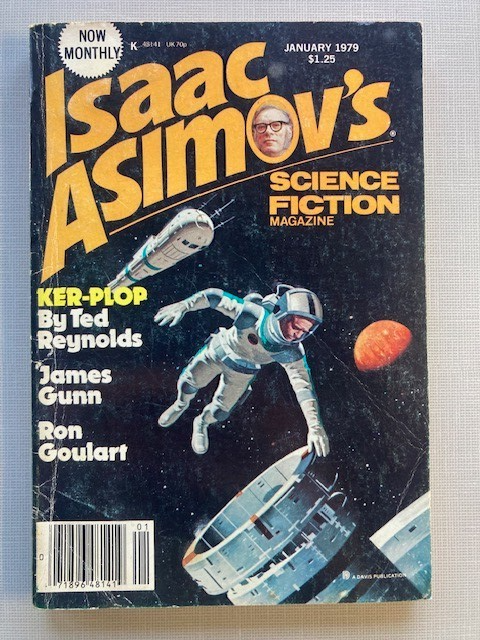 NOW
MONTHLY
K 48141 UK 70p
JANUARY 1979
$1.25
Isaac
Asimov's
®
SCIENCE
FICTION
MAGAZINE
KER-PLOP
By Ted
Reynolds
James
Gunn
Ron
Goulart
01
71896 48141
A DAVIS PUBLICATION